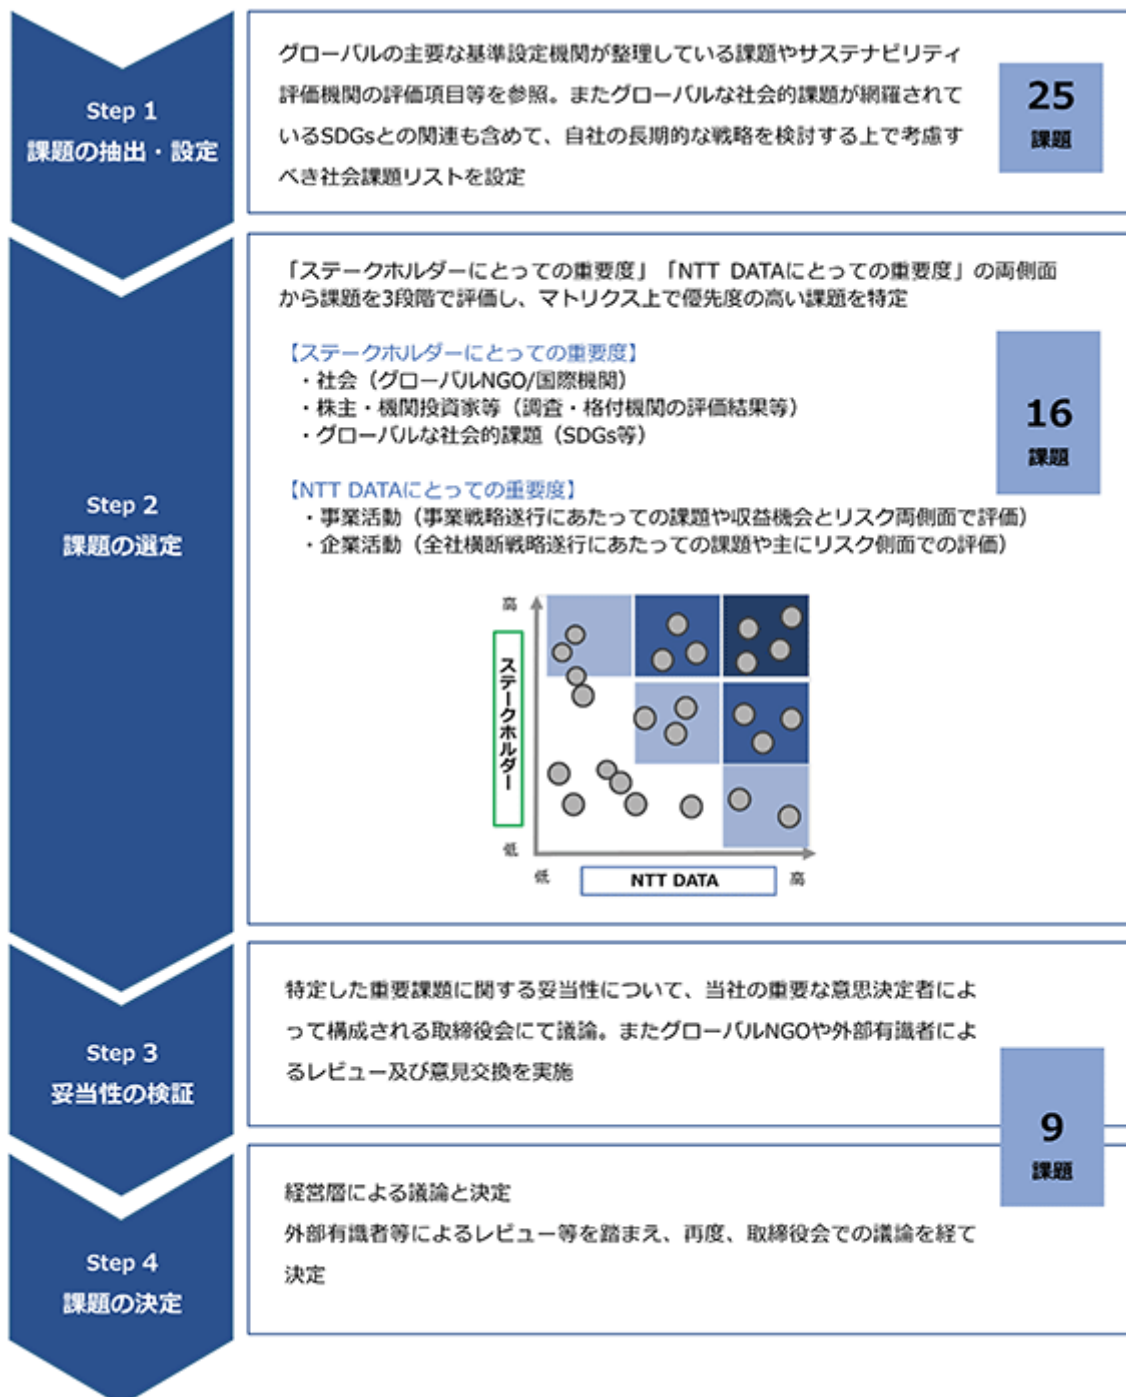 Step 1
課題の抽出・設定
グローバルの主要な基準設定機関が整理している課題やサステナビリティ
評価機関の評価項目等を参照。またグローバルな社会的課題が網羅されて
いるSDGsとの関連も含めて、自社の長期的な戦略を検討する上で考慮す
べき社会課題リストを設定
25
課題
Step 2
課題の選定
「ステークホルダーにとっての重要度」「NTT DATAにとっての重要度」の両側面
から課題を3段階で評価し、マトリクス上で優先度の高い課題を特定
【ステークホルダーにとっての重要度】
・社会（グローバルNGO/国際機関）
・株主・機関投資家等（調査・格付機関の評価結果等）
・グローバルな社会的課題（SDGs等）
【NTT DATAにとっての重要度】
・事業活動（事業戦略遂行にあたっての課題や収益機会とリスク両側面で評価）
・企業活動（全社横断戦略遂行にあたっての課題や主にリスク側面での評価）
16
課題
高
ステークホルダー
低
低
NTT DATA
高
Step 3
妥当性の検証
特定した重要課題に関する妥当性について、当社の重要な意思決定者によ
って構成される取締役会にて議論。またグローバルNGOや外部有識者によ
るレビュー及び意見交換を実施
9
課題
Step 4
課題の決定
経営層による議論と決定
外部有識者等によるレビュー等を踏まえ、再度、取締役会での議論を経て
決定